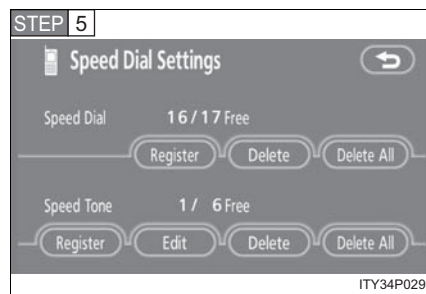 STEP 5
Speed Dial Settings
Speed Dial 16/17 Free
Register Delete Delete All
Speed Tone 1/ 6 Free
Register Edit Delete Delete All
ITY34P029